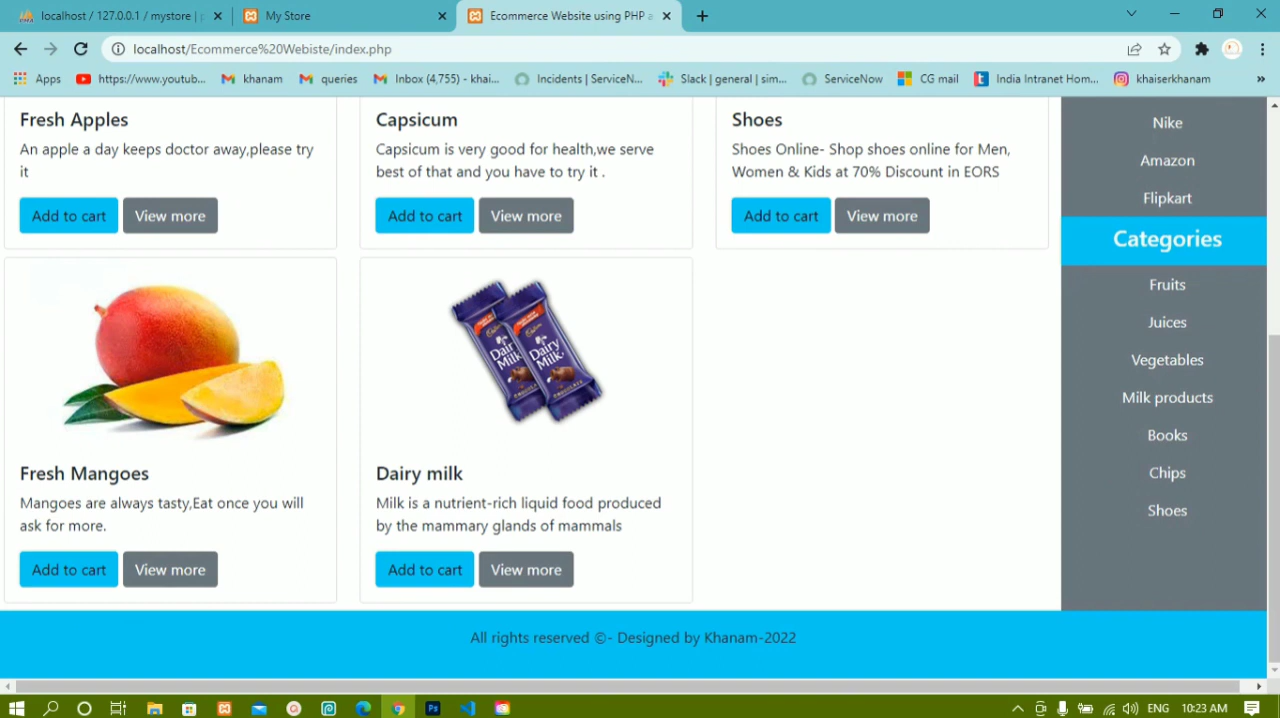 localhost / 127.0.0.1 / mystore | p
My Store
Ecommerce Website using PHP a
localhost/Ecommerce%20Webiste/index.php
Apps
https://www.youtub...
khanam
queries
Inbox (4,755) - khai...
Incidents | ServiceN...
Slack | general | sim...
ServiceNow
CG mail
India Intranet Hom...
khaiserkhanam
»
Fresh Apples
An apple a day keeps doctor away,please try
it
Add to cart View more
Capsicum
Capsicum is very good for health,we serve
best of that and you have to try it .
Add to cart View more
Shoes
Shoes Online- Shop shoes online for Men,
Women & Kids at 70% Discount in EORS
Add to cart View more
Fresh Mangoes
Mangoes are always tasty,Eat once you will
ask for more.
Add to cart View more
Dairy
Milk
Dairy
Milk
Dairy milk
Milk is a nutrient-rich liquid food produced
by the mammary glands of mammals
Add to cart View more
Nike
Amazon
Flipkart
Categories
Fruits
Juices
Vegetables
Milk products
Books
Chips
Shoes
All rights reserved ©- Designed by Khanam-2022
ENG
10:23 AM